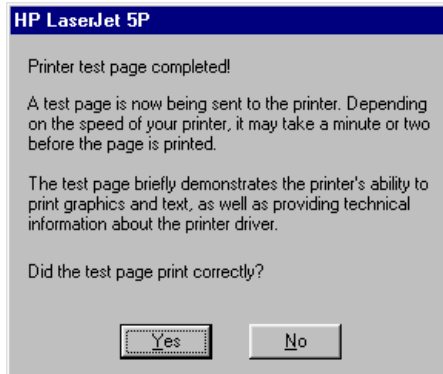 HP LaserJet 5P
Printer test page completed!
A test page is now being sent to the printer. Depending
on the speed of your printer, it may take a minute or two
before the page is printed.
The test page briefly demonstrates the printer's ability to
print graphics and text, as well as providing technical
information about the printer driver.
Did the test page print correctly?
Yes
No